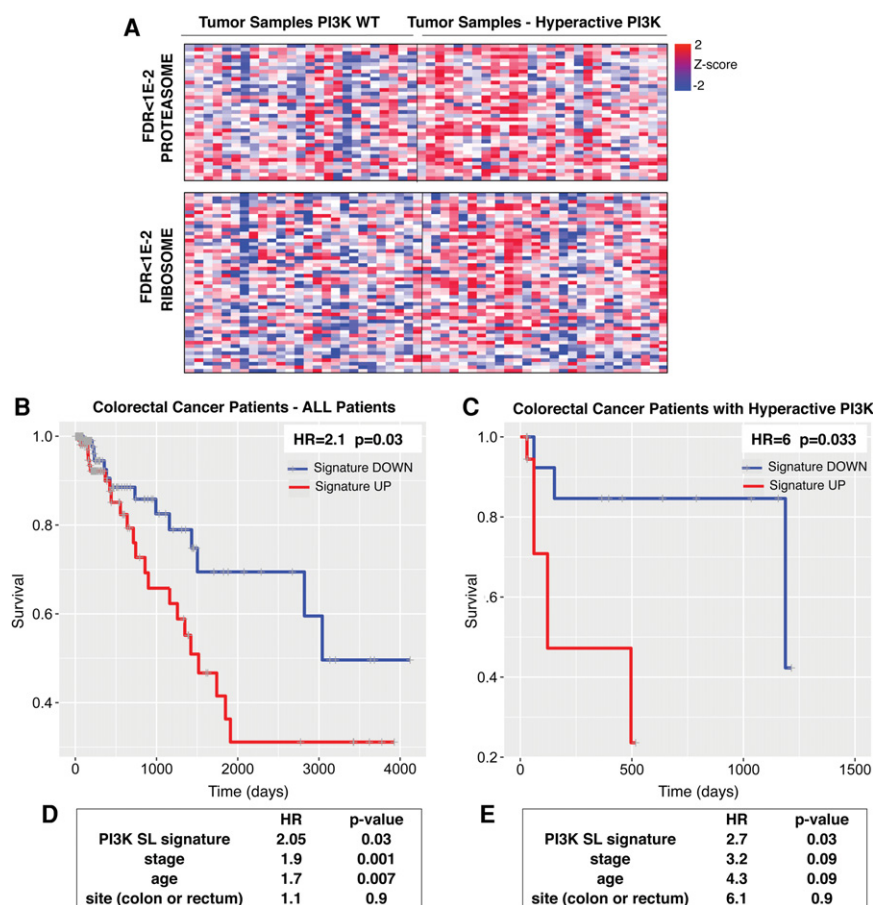 A
Tumor Samples PI3K WT
Tumor Samples - Hyperactive PI3K
FDR<1E-2
PROTEASOME
2
Z-score
-2
FDR<1E-2
RIBOSOME
B
Colorectal Cancer Patients - ALL Patients
HR=2.1 p=0.03
Signature DOWN
Signature UP
Survival
1.0
0.8
0.6
0.4
0
1000
2000
3000
4000
Time (days)
C
Colorectal Cancer Patients with Hyperactive PI3K
HR=6 p=0.033
Signature DOWN
Signature UP
Survival
1.0
0.8
.6
0.4
0.2
0
500
1000
1500
Time (days)
D
HR p-value
PI3K SL signature 2.05 0.03
stage 1.9 0.001
age 1.7 0.007
site (colon or rectum) 1.1 0.9
E
HR p-value
PI3K SL signature 2.7 0.03
stage 3.2 0.09
age 4.3 0.09
site (colon or rectum) 6.1 0.9